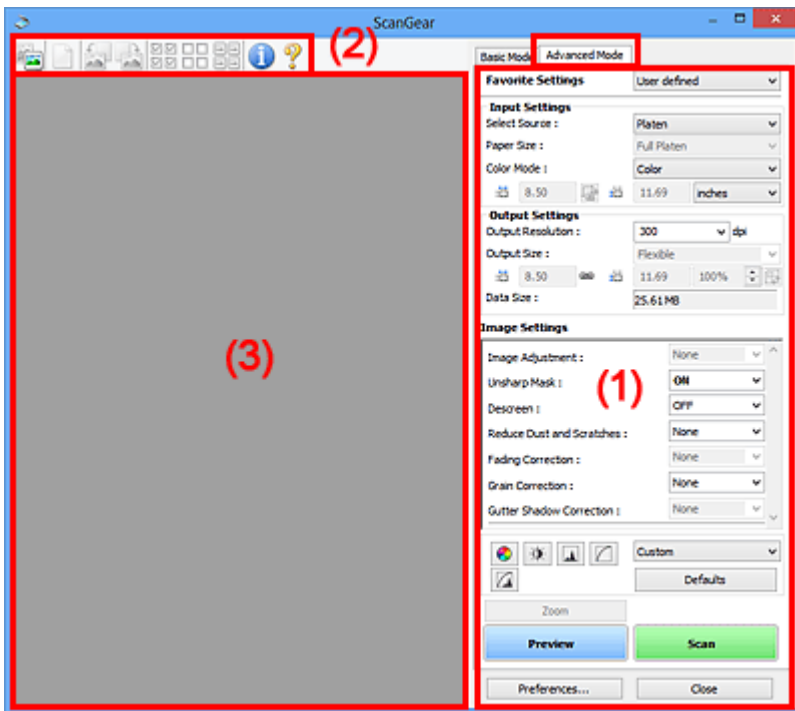 ScanGear
(2)
Basic Mode Advanced Mode
Favorite Settings User defined
Input Settings
Select Source : Platen
Paper Size : Full Platen
Color Mode : Color
8.50 11.69 inches
Output Settings
Output Resolution : 300 dpi
Output Size : Flexible
8.50 11.69 100%
Data Size : 25.61MB
Image Settings
(3)
Image Adjustment : None
(1)
Unsharp Mask : ON
Descreen : OFF
Reduce Dust and Scratches : None
Fading Correction : None
Grain Correction : None
Gutter Shadow Correction : None
Custom
Defaults
Zoom
Preview Scan
Preferences... Close